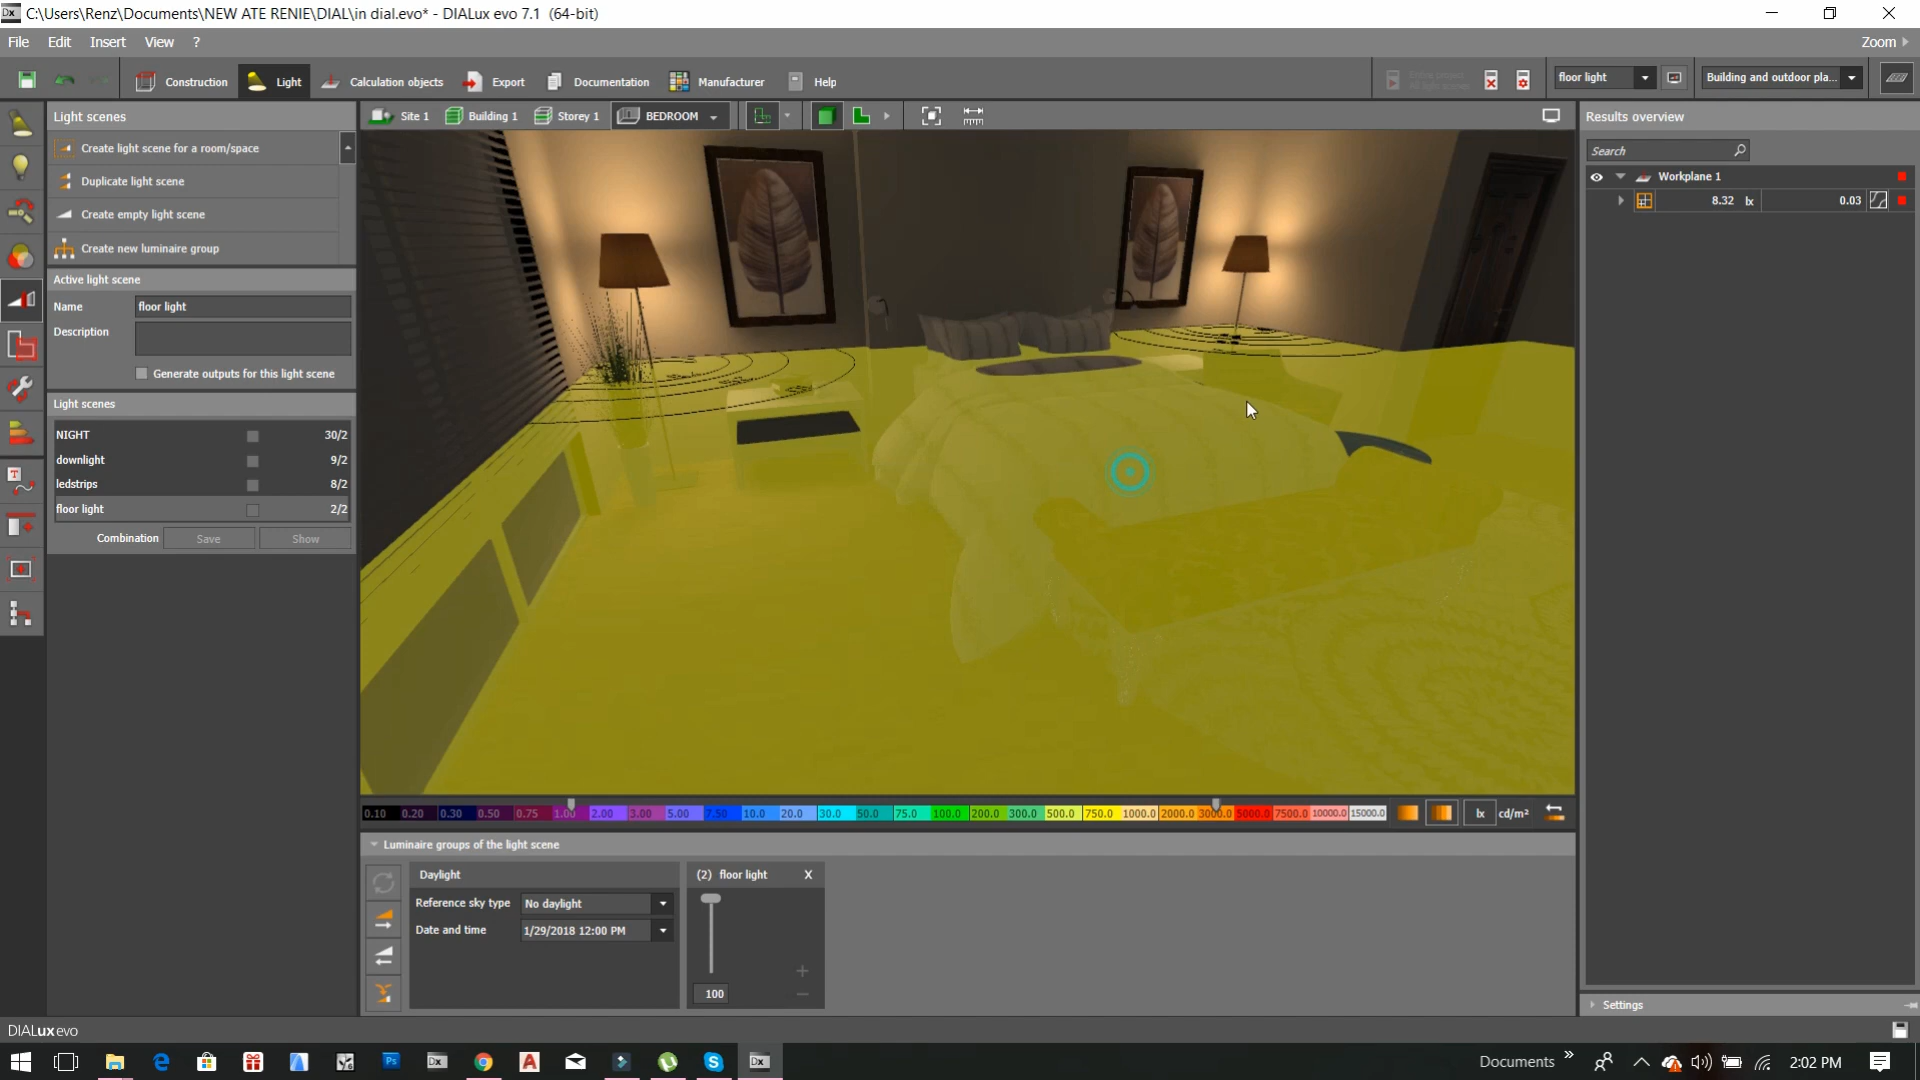 C:\Users\Renz\Documents\NEW ATE RENIE\DIAL\in dial.evo* - DIALux evo 7.1  (64-bit)
File Edit Insert View ?
Zoom
Construction Light Calculation objects Export Documentation Manufacturer Help
Entire project
All light scenes
floor light
Building and outdoor pla...
Light scenes
Site 1 Building 1 Storey 1 BEDROOM
Results overview
Create light scene for a room/space
Search
Duplicate light scene
Workplane 1
8.32 lx 0.03
Create empty light scene
Create new luminaire group
Active light scene
Name floor light
Description
Generate outputs for this light scene
Light scenes
NIGHT 30/2
downlight 9/2
ledstrips 8/2
floor light 2/2
Combination Save Show
0.10 0.20 0.30 0.50 0.75 1.00 2.00 3.00 5.00 7.50 10.0 20.0 30.0 50.0 75.0 100.0 200.0 300.0 500.0 750.0 1000.0 2000.0 3000.0 5000.0 7500.0 10000.0 15000.0 lx cd/m²
Luminaire groups of the light scene
Daylight
(2) floor light X
Reference sky type No daylight
Date and time 1/29/2018 12:00 PM
100
Settings
DIALux evo
Documents » 2:02 PM